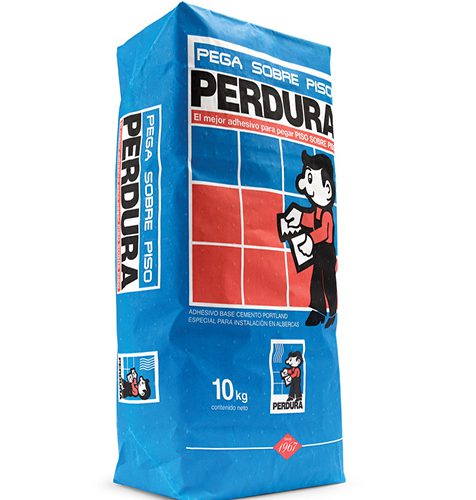 PEGA SOBRE PISO
PERDURA
El mejor adhesivo para pegar PISO SOBRE PIS
ADHESIVO BASE CEMENTO PORTLAND
ESPECIAL PARA INSTALACIÓN EN ALBERCAS
10 kg
contenido neto
PERDURA
1967
PEGA SOBRE PISO
PERDURA
PERDURA